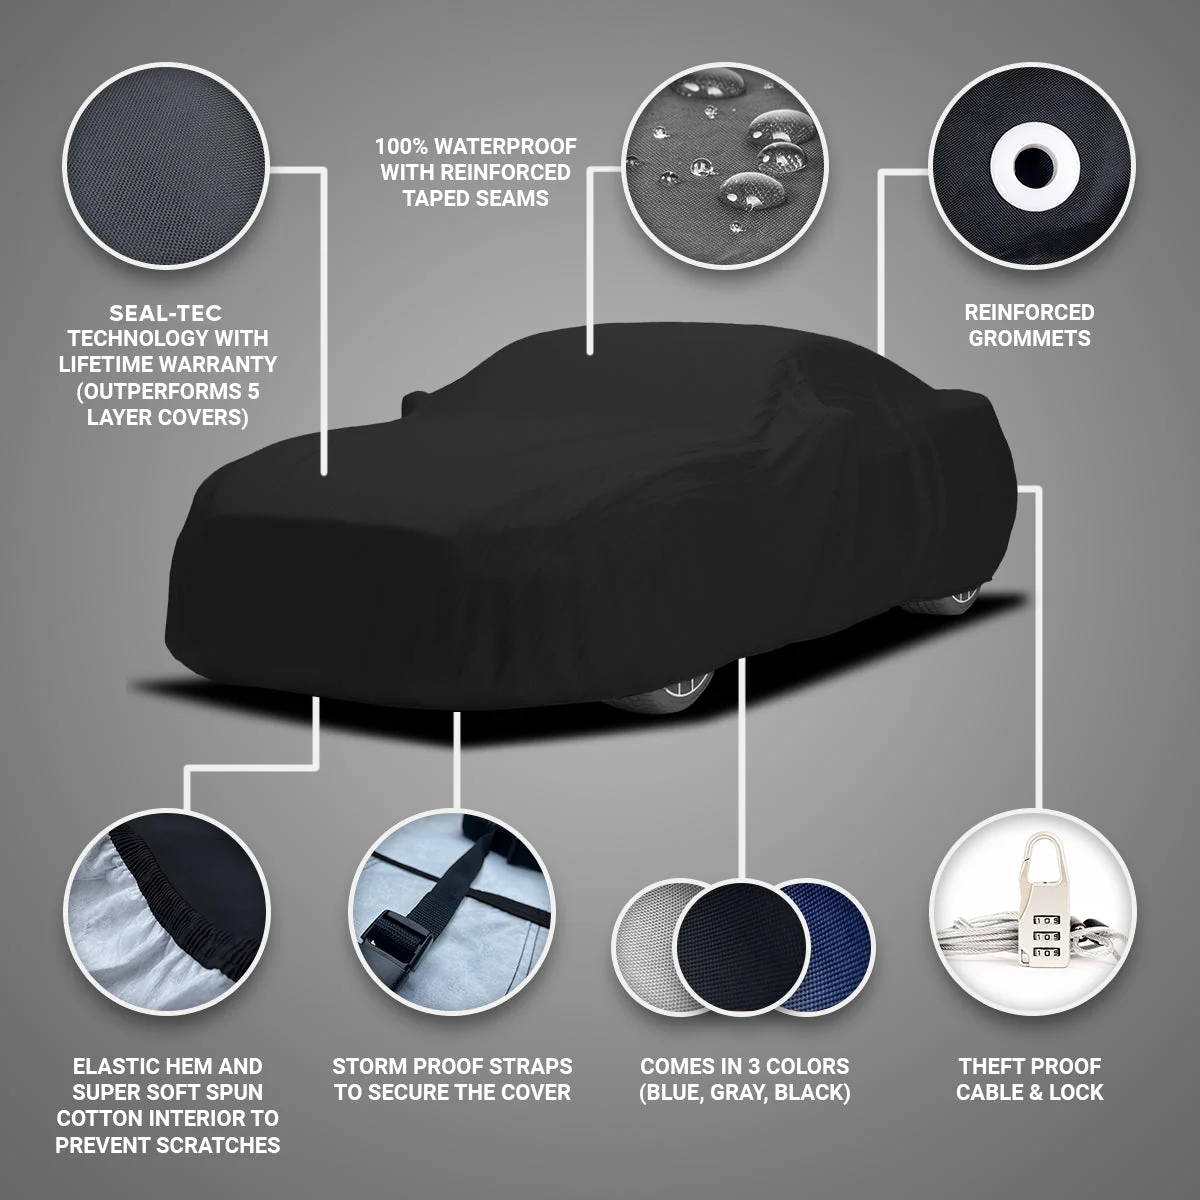 100% WATERPROOF
WITH REINFORCED
TAPED SEAMS
SEAL-TEC
TECHNOLOGY WITH
LIFETIME WARRANTY
(OUTPERFORMS 5
LAYER COVERS)
REINFORCED
GROMMETS
ELASTIC HEM AND
SUPER SOFT SPUN
COTTON INTERIOR TO
PREVENT SCRATCHES
STORM PROOF STRAPS
TO SECURE THE COVER
COMES IN 3 COLORS
(BLUE, GRAY, BLACK)
THEFT PROOF
CABLE & LOCK